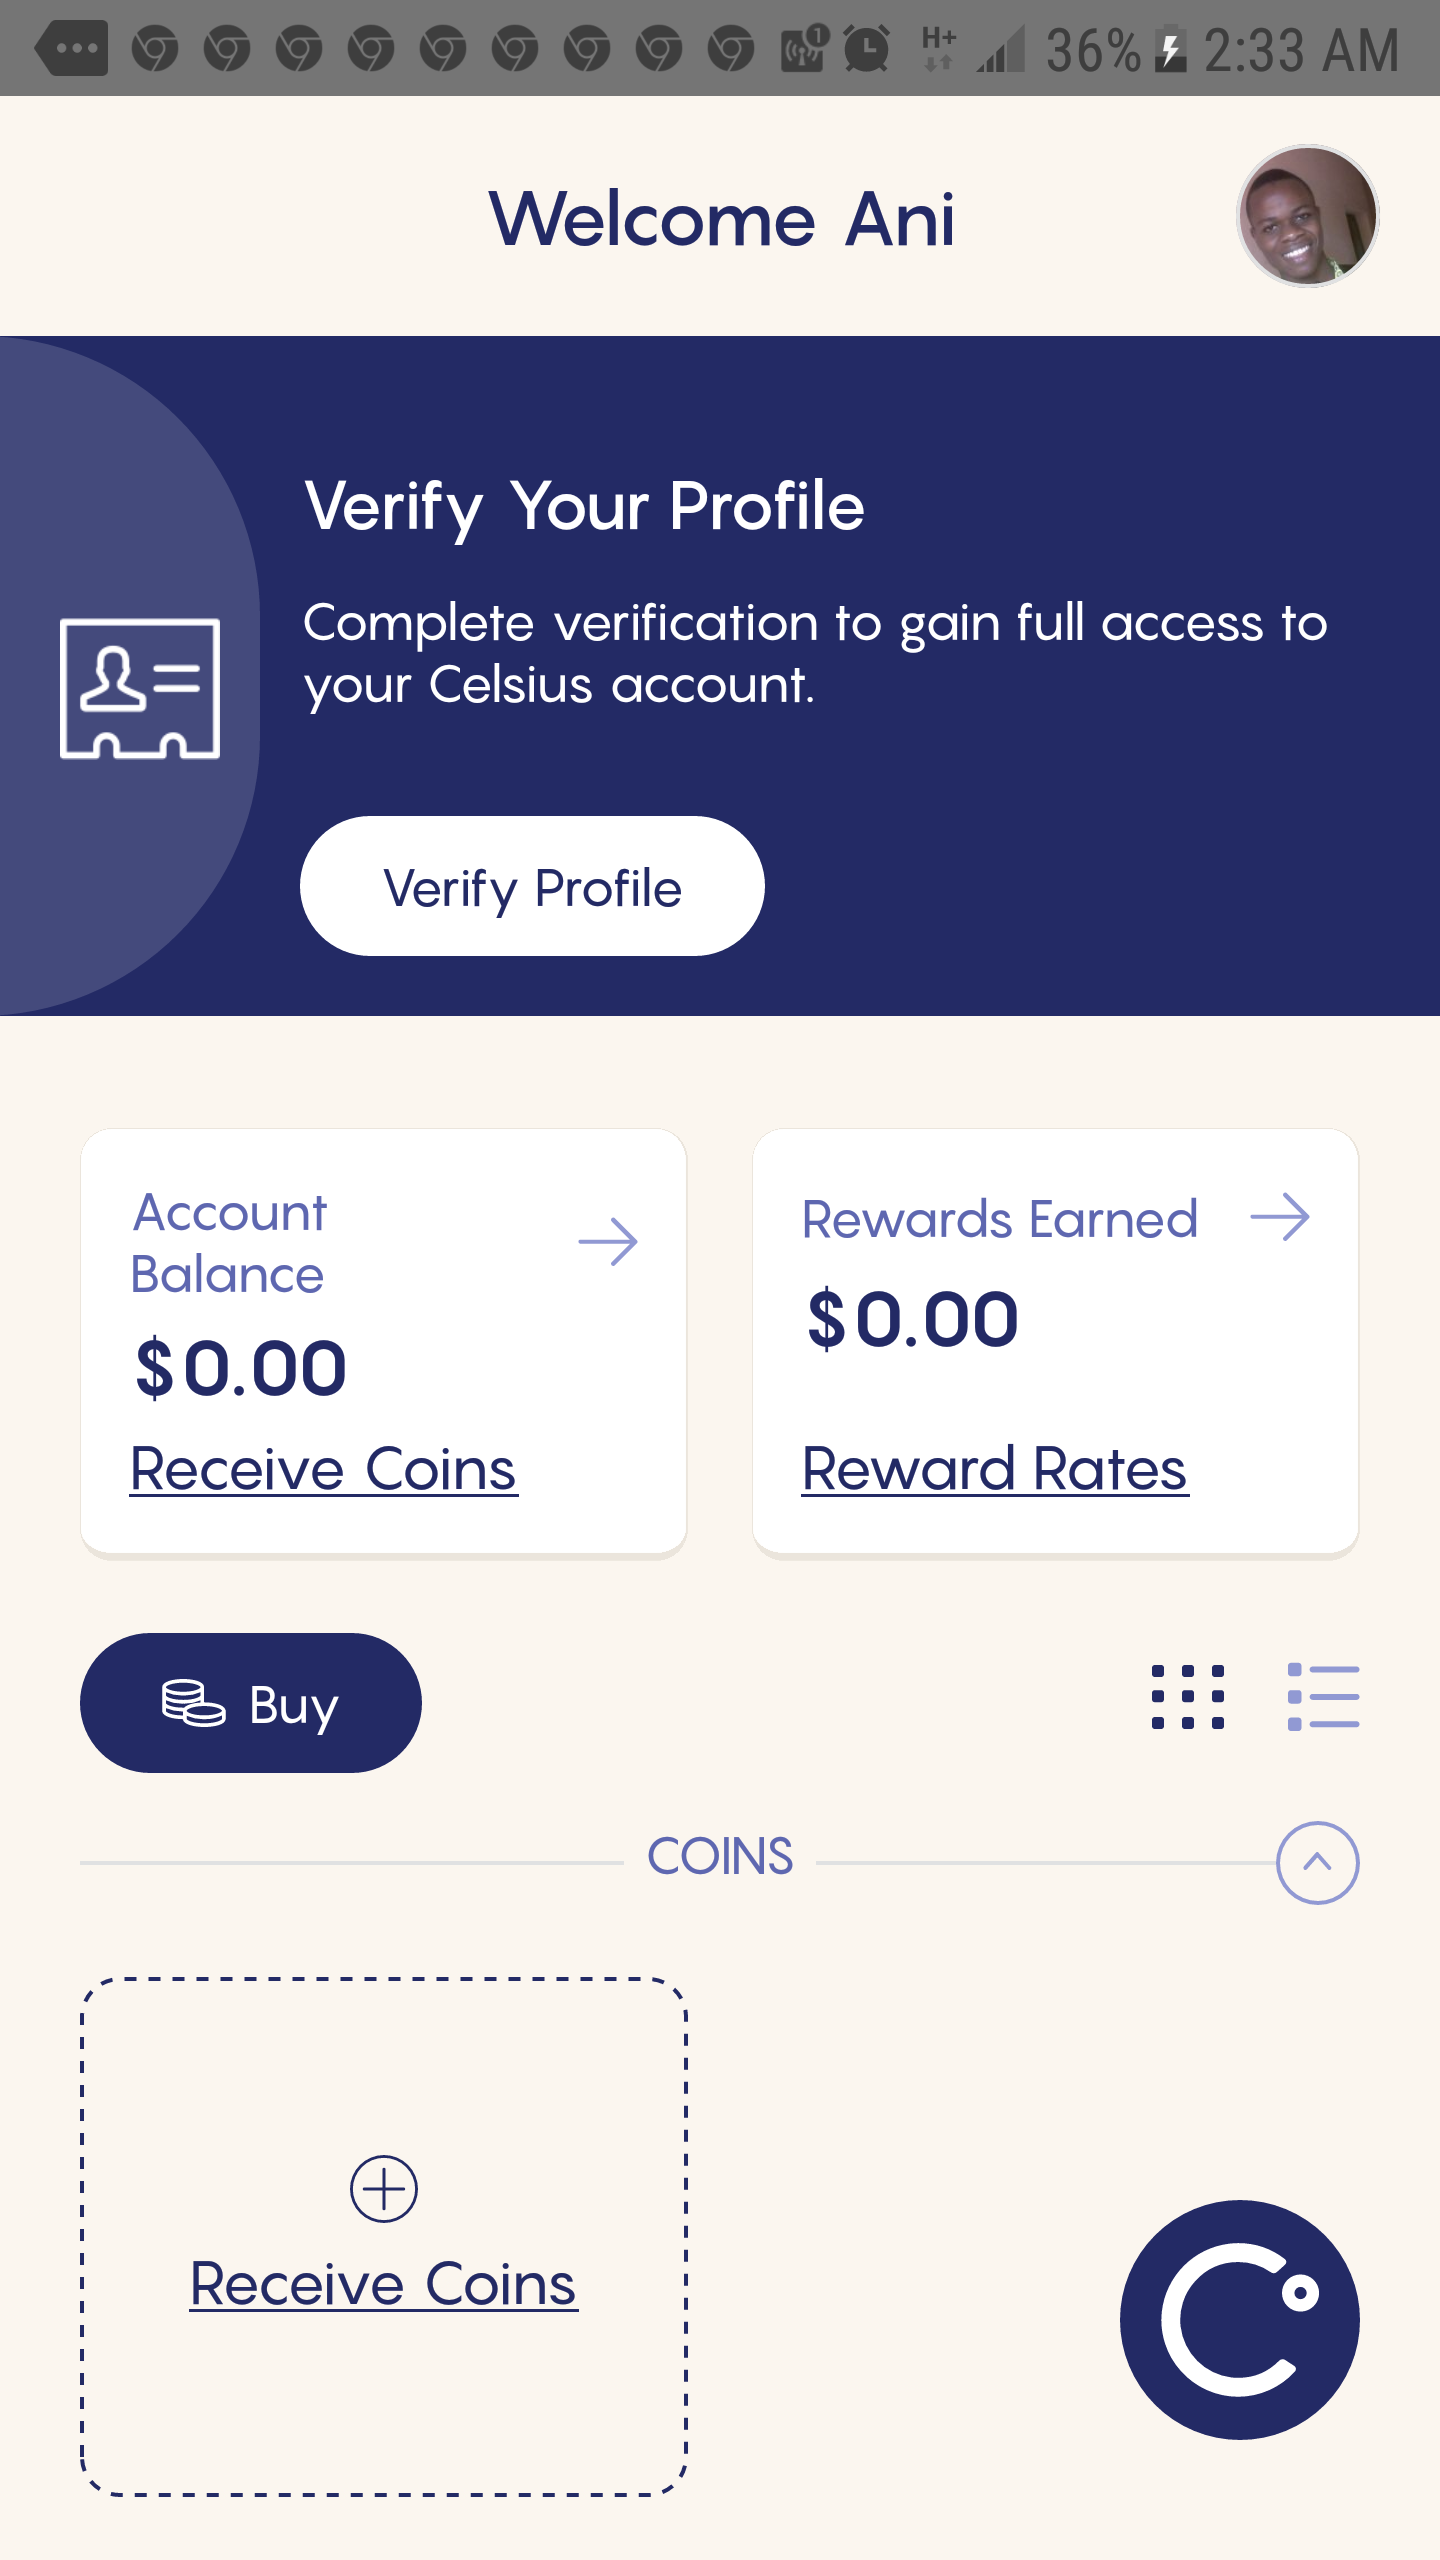 1 H+ 36% 2:33 AM
Welcome Ani
Verify Your Profile
Complete verification to gain full access to
your Celsius account.
Verify Profile
Account
Balance
$0.00
Receive Coins
Rewards Earned
$0.00
Reward Rates
Buy
COINS
Receive Coins